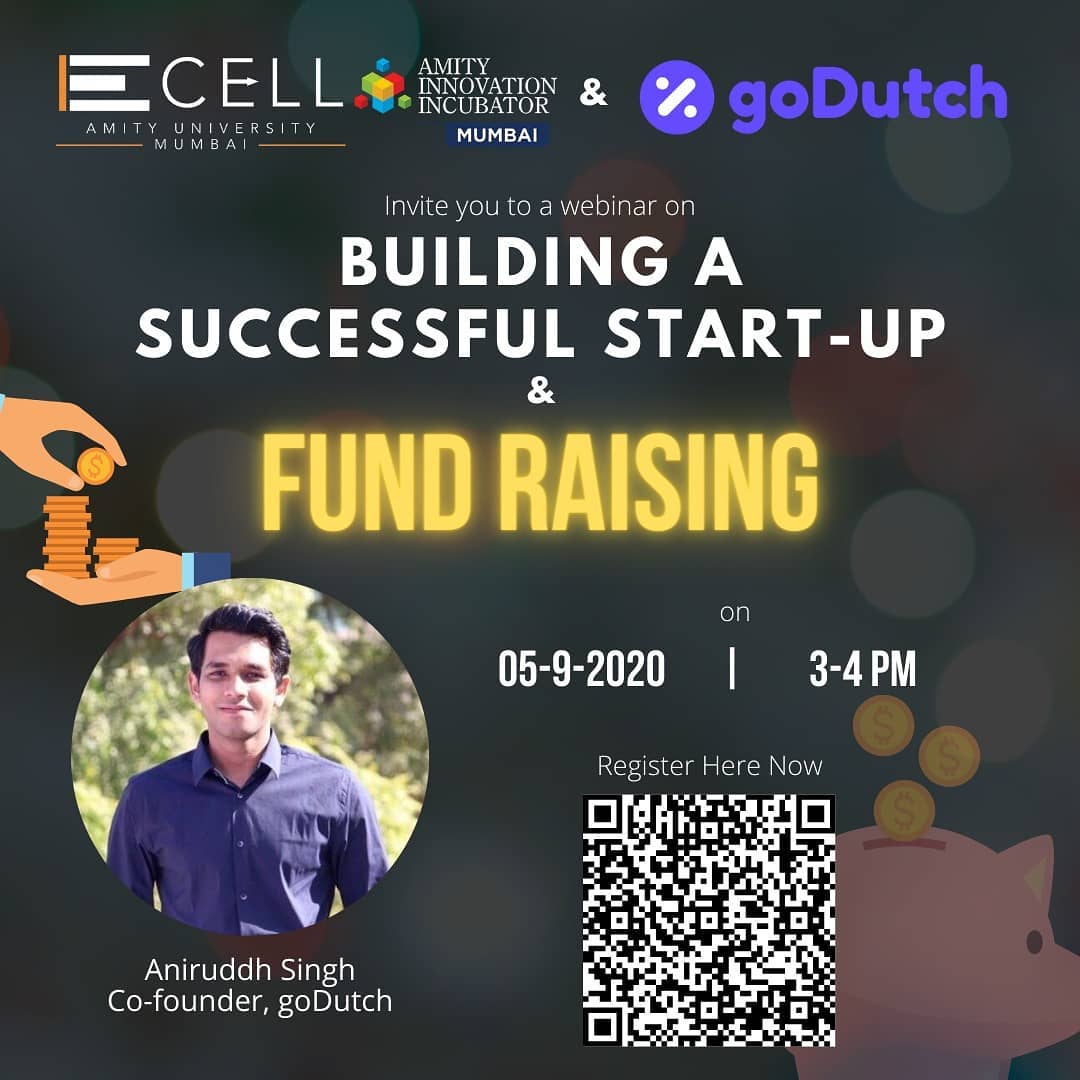 E CELL
AMITY UNIVERSITY
MUMBAI
AMITY
INNOVATION
INCUBATOR
MUMBAI
&
goDutch
Invite you to a webinar on
BUILDING A
SUCCESSFUL START-UP
&
FUND RAISING
on
05-9-2020 | 3-4 PM
Register Here Now
Aniruddh Singh
Co-founder, goDutch